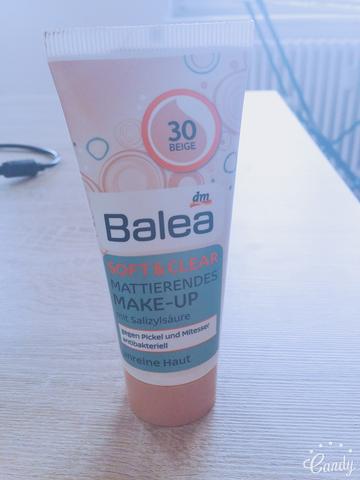 30
BEIGE
dm
Balea
SOFT & CLEAR
MATTIERENDES
MAKE-UP
mit Salizylsäure
gegen Pickel und Mitesser
antibakteriell
unreine Haut
Candy